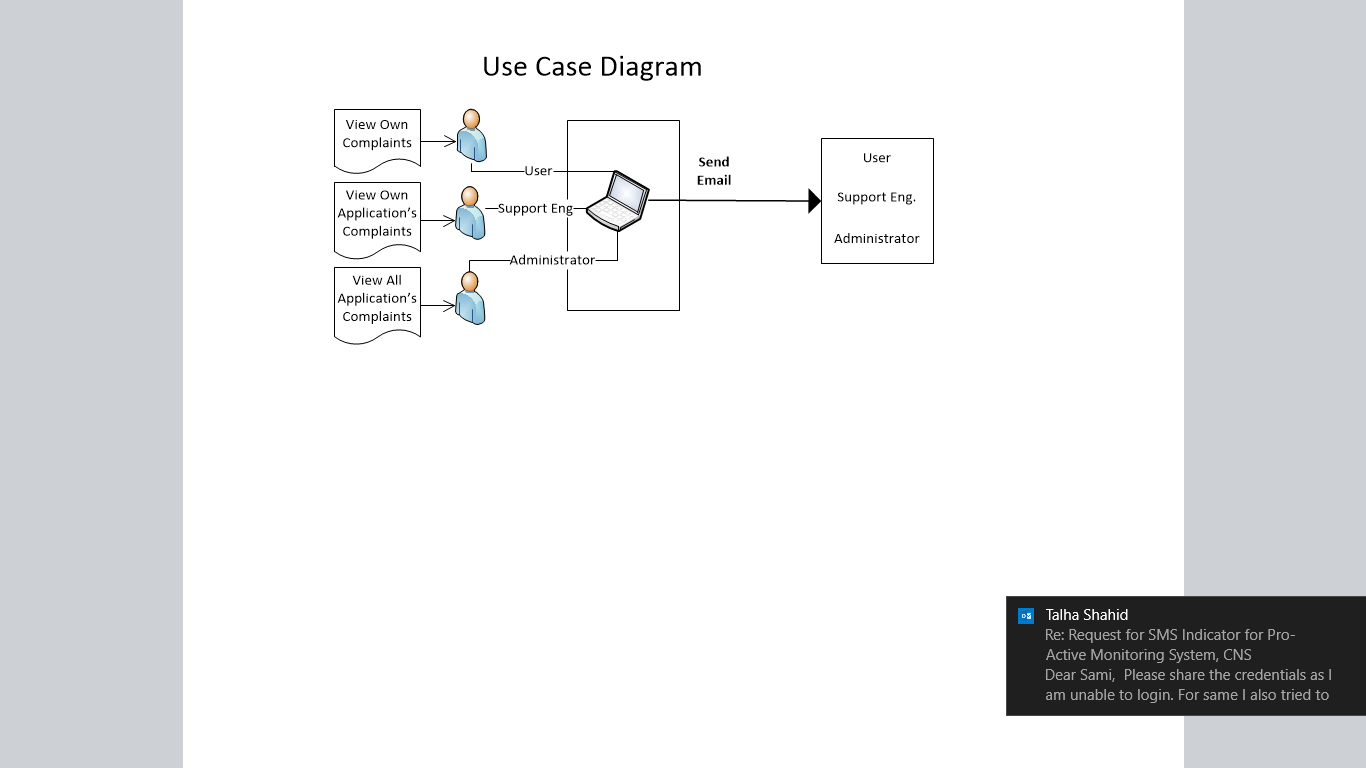 Use Case Diagram
View Own
Complaints
User
View Own
Application's
Complaints
Support Eng
View All
Application's
Complaints
Administrator
Send
Email
User
Support Eng.
Administrator
Talha Shahid
Re: Request for SMS Indicator for Pro-
Active Monitoring System, CNS
Dear Sami,  Please share the credentials as I
am unable to login. For same I also tried to